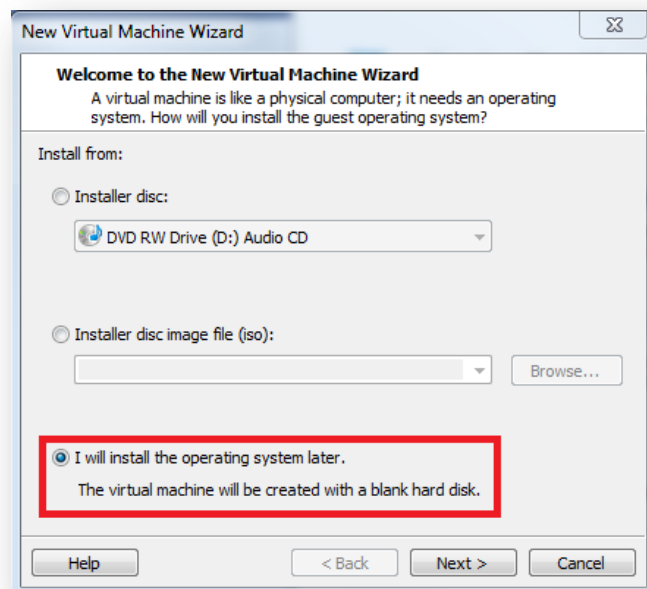 New Virtual Machine Wizard
Welcome to the New Virtual Machine Wizard
A virtual machine is like a physical computer; it needs an operating
system. How will you install the guest operating system?
Install from:
Installer disc:
DVD RW Drive (D:) Audio CD
Installer disc image file (iso):
Browse...
I will install the operating system later.
The virtual machine will be created with a blank hard disk.
Help
< Back
Next >
Cancel